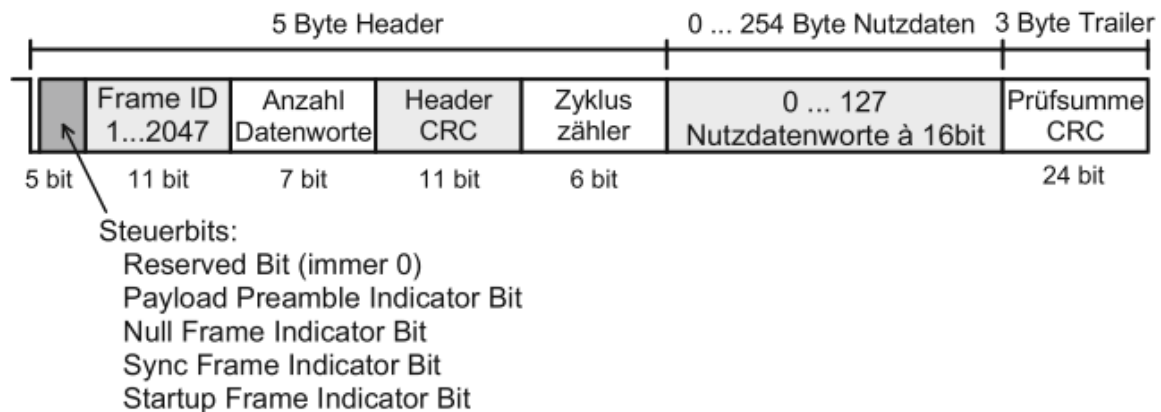 5 Byte Header
0 ... 254 Byte Nutzdaten
3 Byte Trailer
Frame ID
1...2047
Anzahl
Datenworte
Header
CRC
Zyklus
zähler
0 ... 127
Nutzdatenworte à 16bit
Prüfsumme
CRC
5 bit
11 bit
7 bit
11 bit
6 bit
24 bit
Steuerbits:
Reserved Bit (immer 0)
Payload Preamble Indicator Bit
Null Frame Indicator Bit
Sync Frame Indicator Bit
Startup Frame Indicator Bit